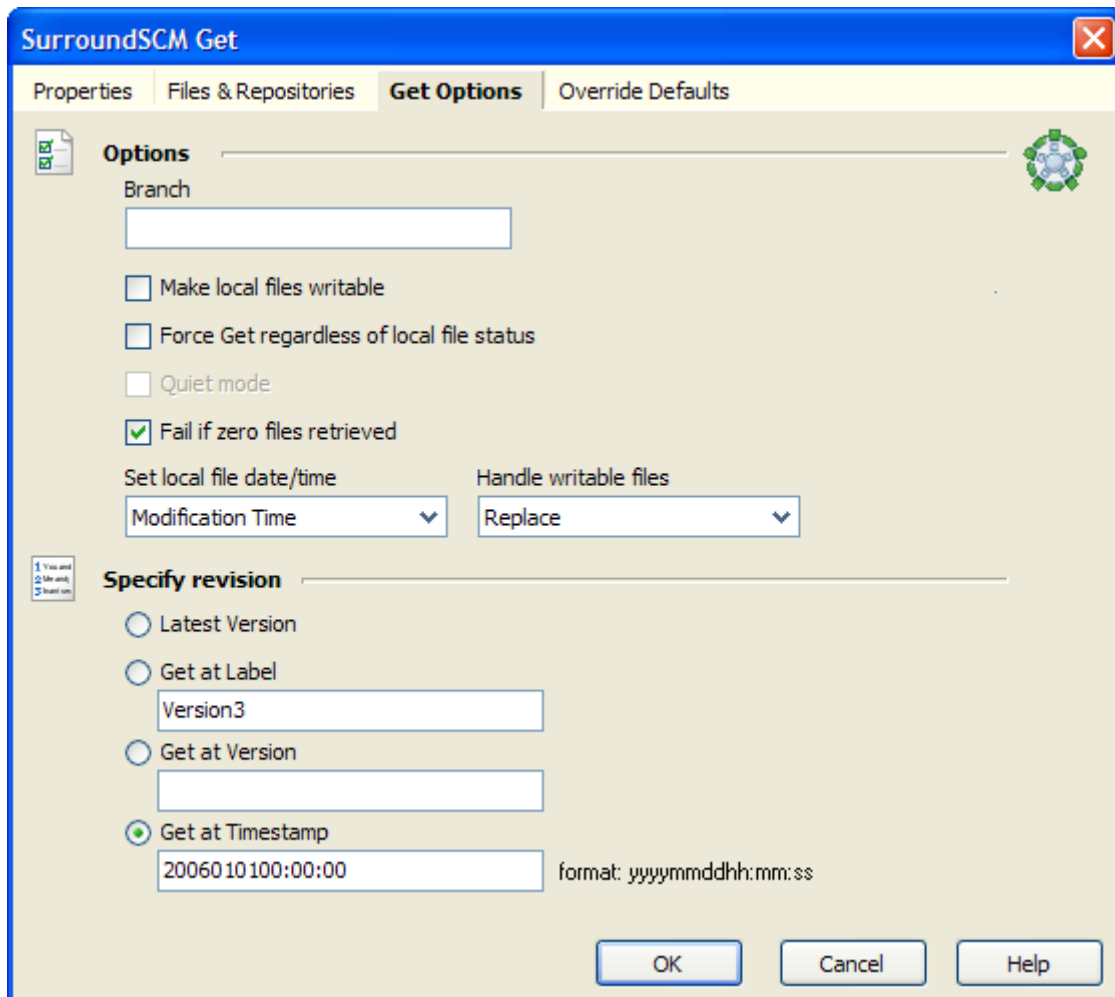 SurroundSCM Get
Properties Files & Repositories Get Options Override Defaults
Options
Branch
Make local files writable
Force Get regardless of local file status
Quiet mode
Fail if zero files retrieved
Set local file date/time Handle writable files
Modification Time Replace
Specify revision
Latest Version
Get at Label
Version3
Get at Version
Get at Timestamp
2006010100:00:00 format: yyyymmddhh:mm:ss
OK Cancel Help